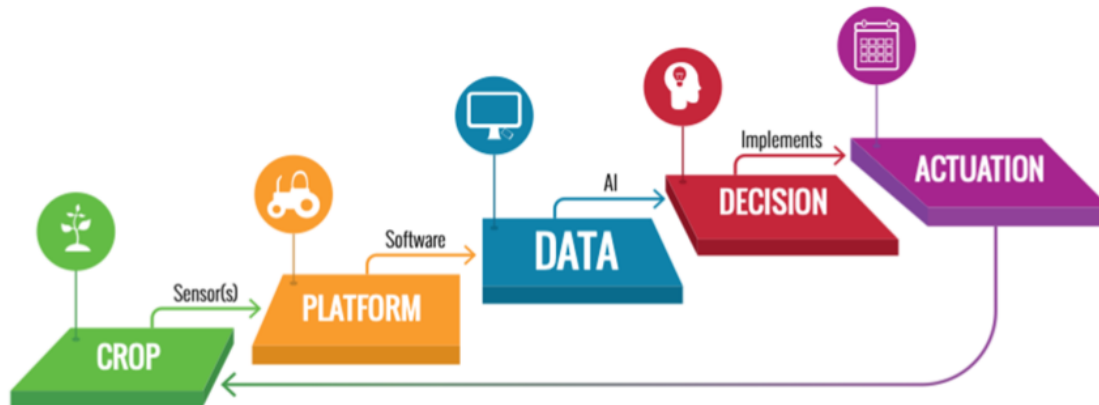 CROP
Sensor(s)
PLATFORM
Software
DATA
AI
DECISION
Implements
ACTUATION